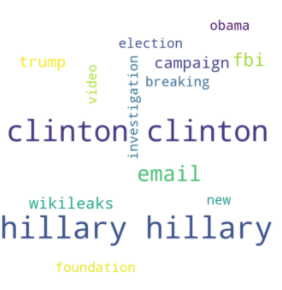 obama
election
trump
campaign
fbi
video
investigation
breaking
clinton clinton
email
wikileaks
new
hillary hillary
foundation